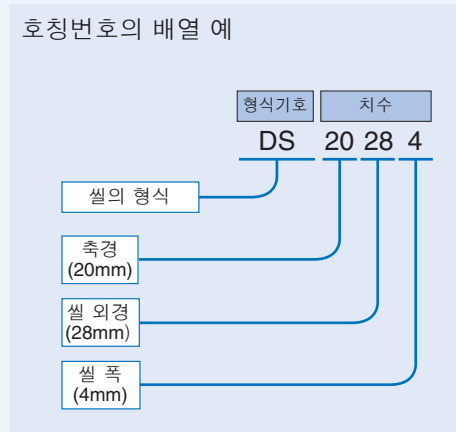 호칭번호의 배열 예
형식기호 치수
DS 20 28 4
씰의 형식
축경
(20mm)
씰 외경
(28mm)
씰 폭
(4mm)